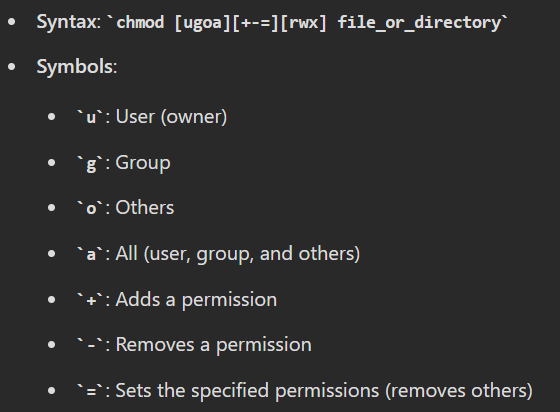 Syntax: `chmod [ugoa][+-=][rwx] file_or_directory`
Symbols:
`u`: User (owner)
`g`: Group
`o`: Others
`a`: All (user, group, and others)
`+`: Adds a permission
`-`: Removes a permission
`=`: Sets the specified permissions (removes others)